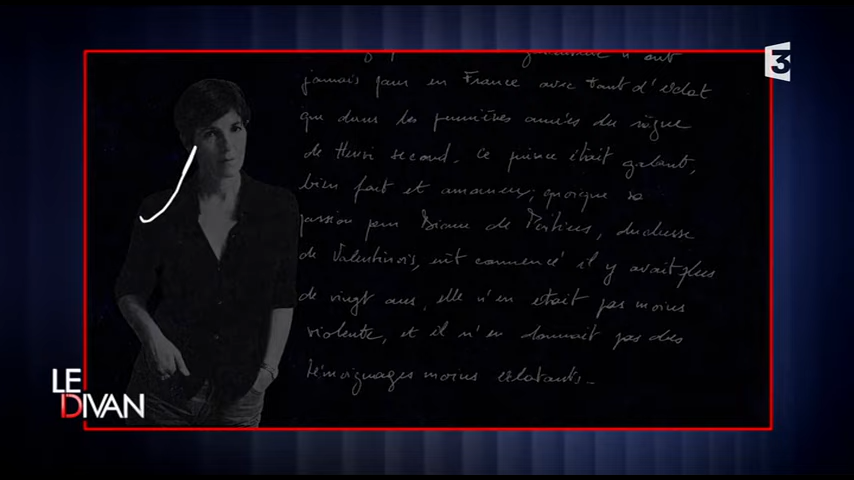 3
jamais paru en France avec tant d'éclat
que dans les premières années du règne
de Henri second. Ce prince était galant,
bien fait et amoureux; quoique sa
passion pour Diane de Poitiers, duchesse
de Valentinois, eût commencé il y avait plus
de vingt ans, elle n'en était pas moins
violente, et il n'en donnait pas des
témoignages moins éclatants.
LE
DIVAN